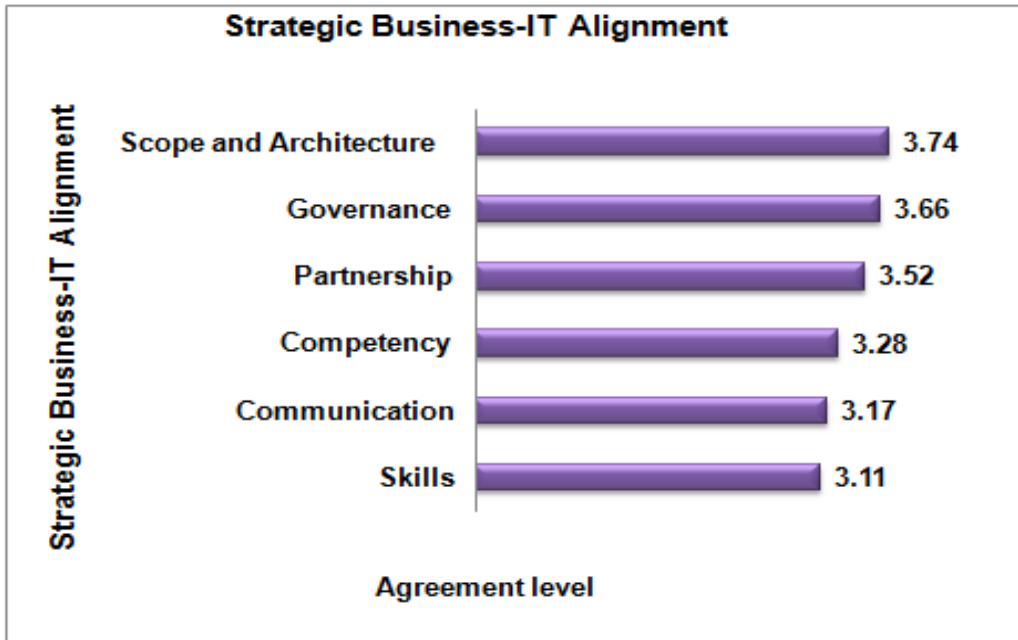 Strategic Business-IT Alignment
Strategic Business-IT Alignment
Scope and Architecture 3.74
Governance 3.66
Partnership 3.52
Competency 3.28
Communication 3.17
Skills 3.11
Agreement level